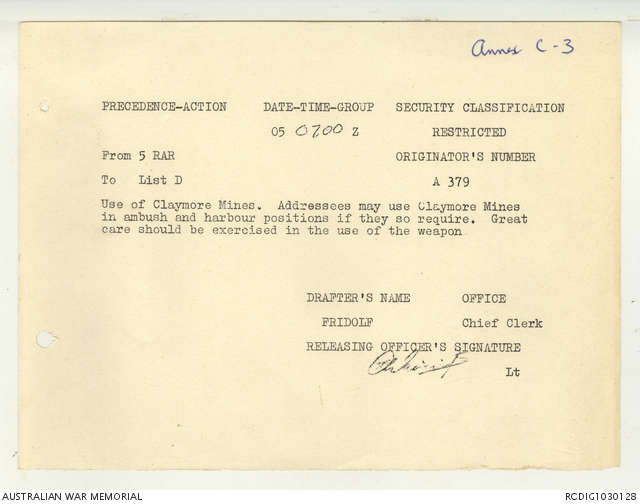 Annex C-3
PRECEDENCE-ACTION DATE-TIME-GROUP SECURITY CLASSIFICATION
05 0700 Z RESTRICTED
From 5 RAR ORIGINATOR'S NUMBER
To List D A 379
Use of Claymore Mines. Addressees may use Claymore Mines
in ambush and harbour positions if they so require. Great
care should be exercised in the use of the weapon
DRAFTER'S NAME OFFICE
FRIDOLF Chief Clerk
RELEASING OFFICER'S SIGNATURE
Lt
AUSTRALIAN WAR MEMORIAL RCDIG1030128